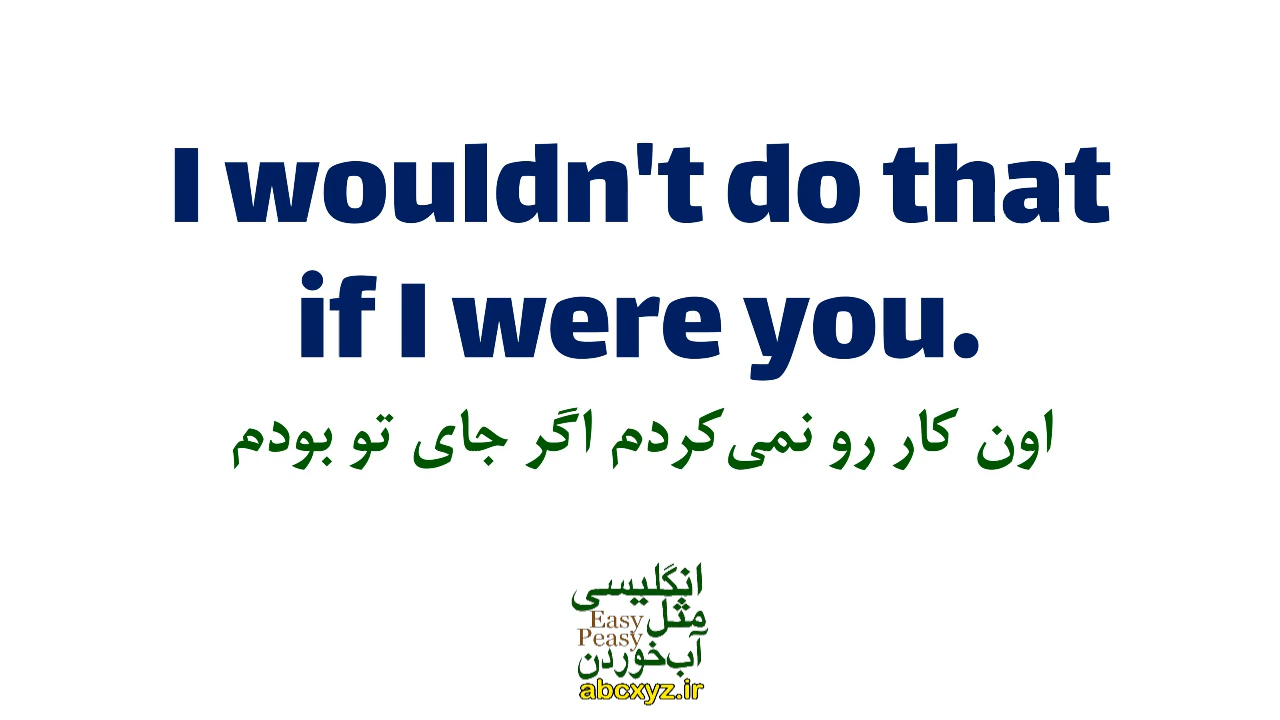 I wouldn't do that
if I were you.
اون کار رو نمی‌کردم اگر جای تو بودم
انگلیسی
مثل
Easy
Peasy
آب‌خوردن
abcxyz.ir